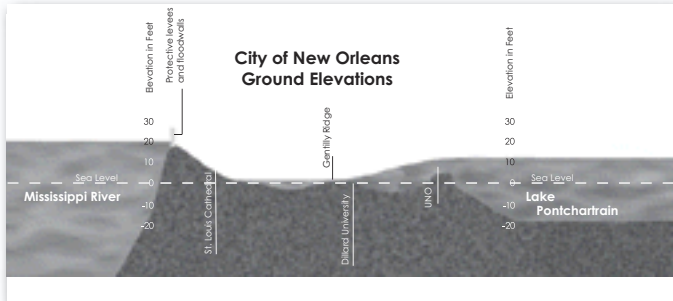 City of New Orleans
Ground Elevations
Bevation in Feet
Protective levees
and floodwalls
30
20
10
0
-10
-20
Sea Level
Mississippi River
St. Louis Cathedral
Gentilly Ridge
Dillard University
UNO
Elevation in Feet
30
20
10
0
-10
-20
Sea Level
Lake
Pontchartrain